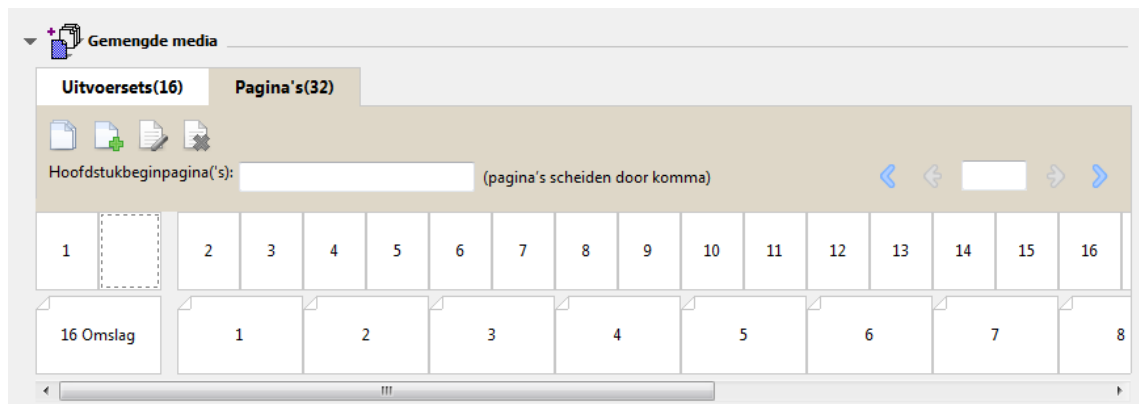 Gemengde media
Uitvoersets(16) Pagina's(32)
Hoofdstukbeginpagina('s): (pagina's scheiden door komma)
1 2 3 4 5 6 7 8 9 10 11 12 13 14 15 16
16 Omslag 1 2 3 4 5 6 7 8